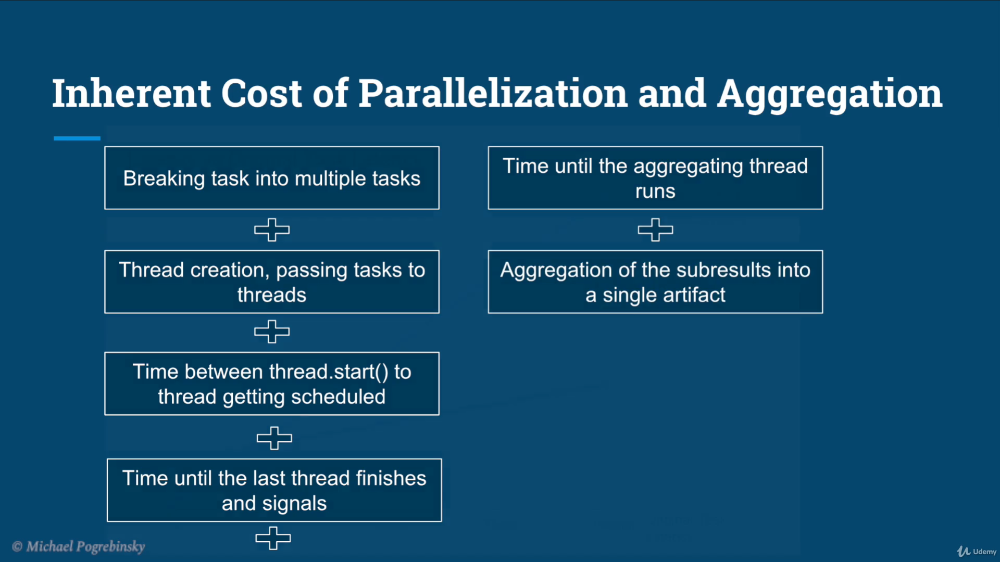 Inherent Cost of Parallelization and Aggregation
Breaking task into multiple tasks
Thread creation, passing tasks to
threads
Time between thread.start() to
thread getting scheduled
Time until the last thread finishes
and signals
Time until the aggregating thread
runs
Aggregation of the subresults into
a single artifact
© Michael Pogrebinsky
Udemy